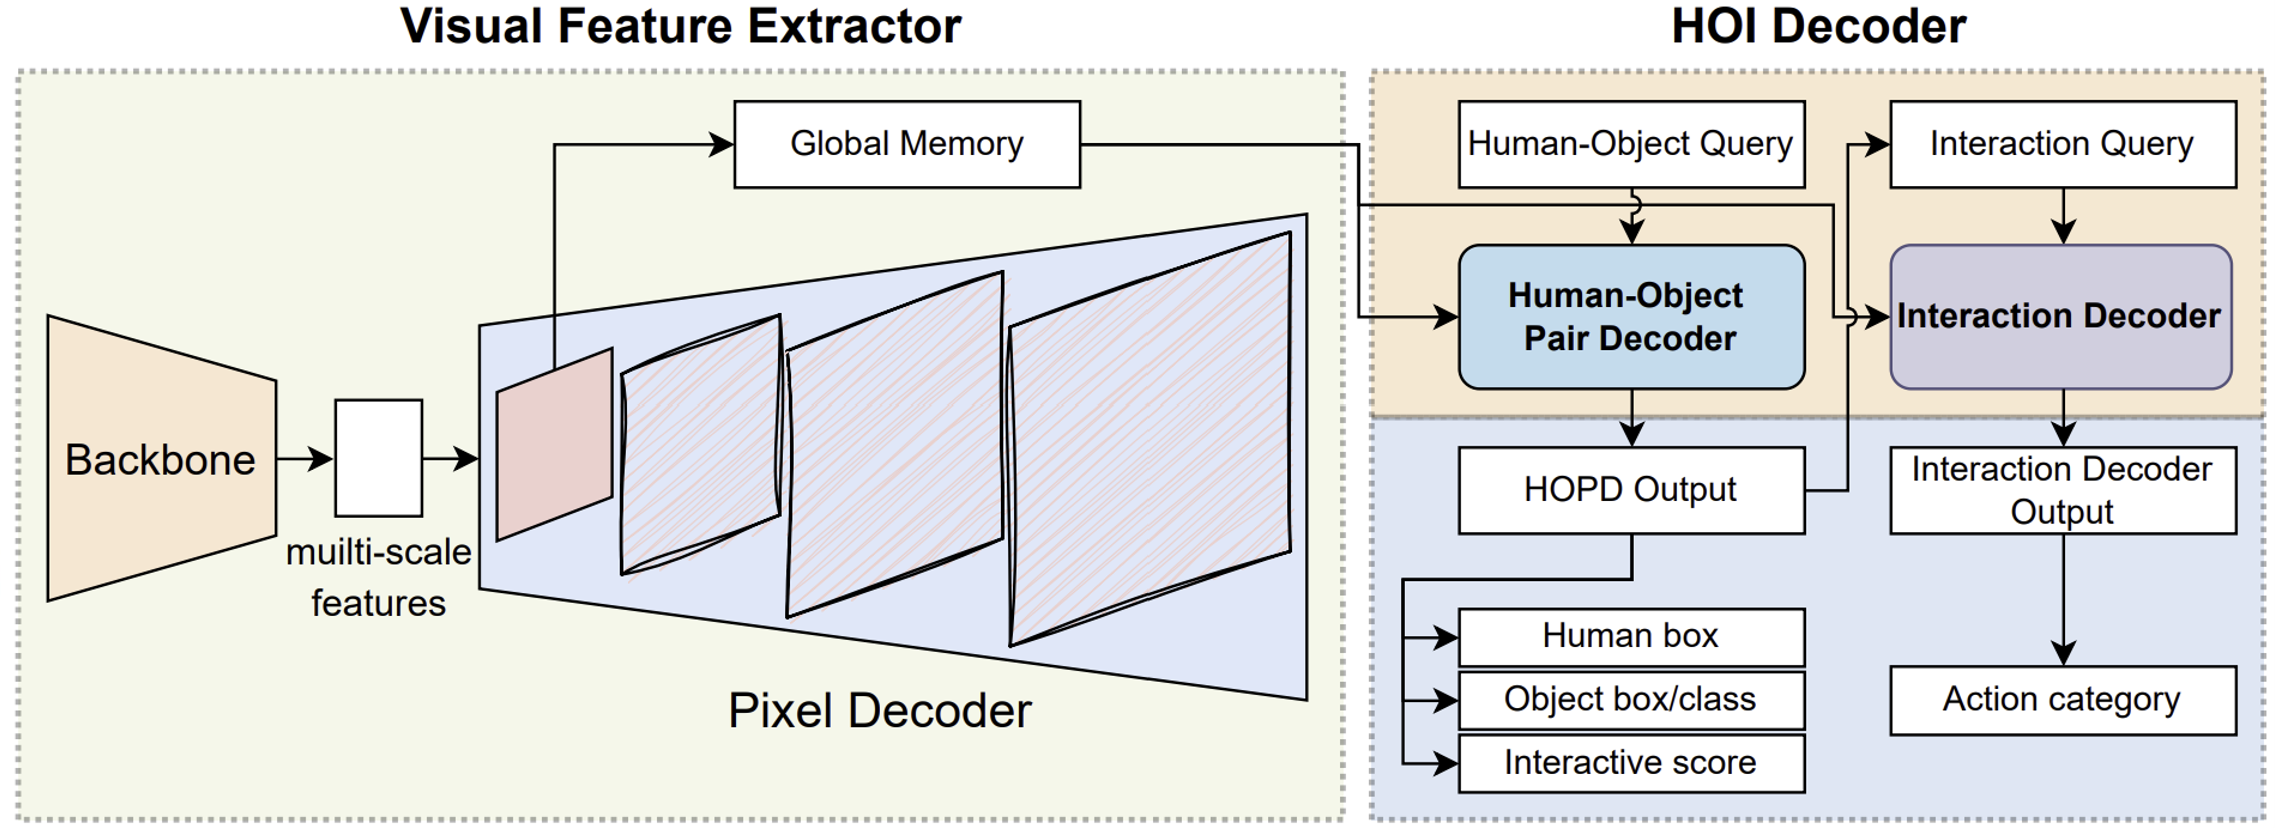 Visual Feature Extractor
HOI Decoder
Global Memory
Human-Object Query
Interaction Query
Human-Object
Pair Decoder
Interaction Decoder
Backbone
muilti-scale
features
Pixel Decoder
HOPD Output
Interaction Decoder
Output
Human box
Object box/class
Interactive score
Action category